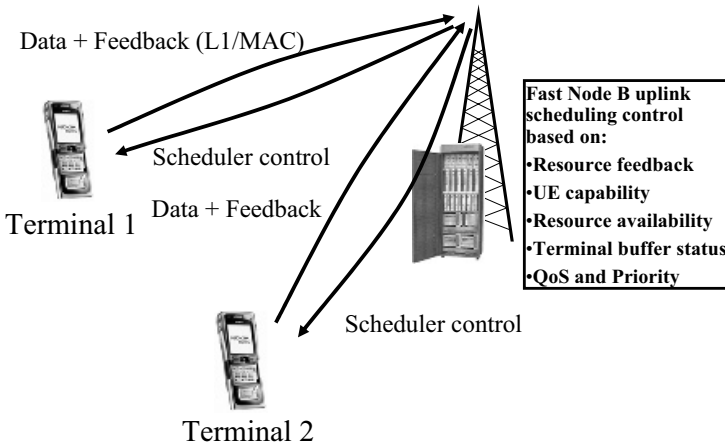 Data + Feedback (L1/MAC)
Scheduler control
Terminal 1
Data + Feedback
Scheduler control
Terminal 2
Fast Node B uplink
scheduling control
based on:
•Resource feedback
•UE capability
•Resource availability
•Terminal buffer status
•QoS and Priority